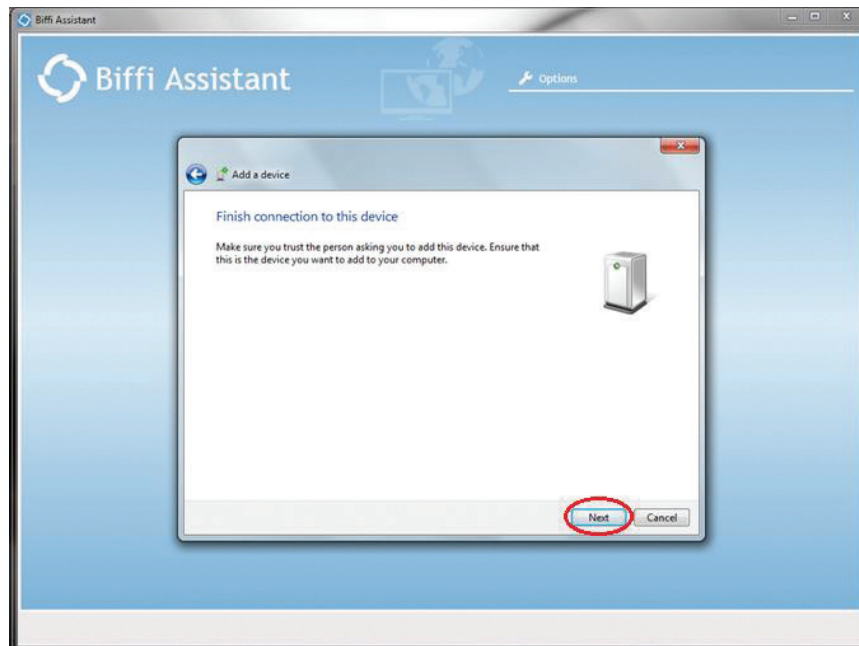 Biffi Assistant
Biffi Assistant
Options
Add a device
Finish connection to this device
Make sure you trust the person asking you to add this device. Ensure that
this is the device you want to add to your computer.
Next Cancel